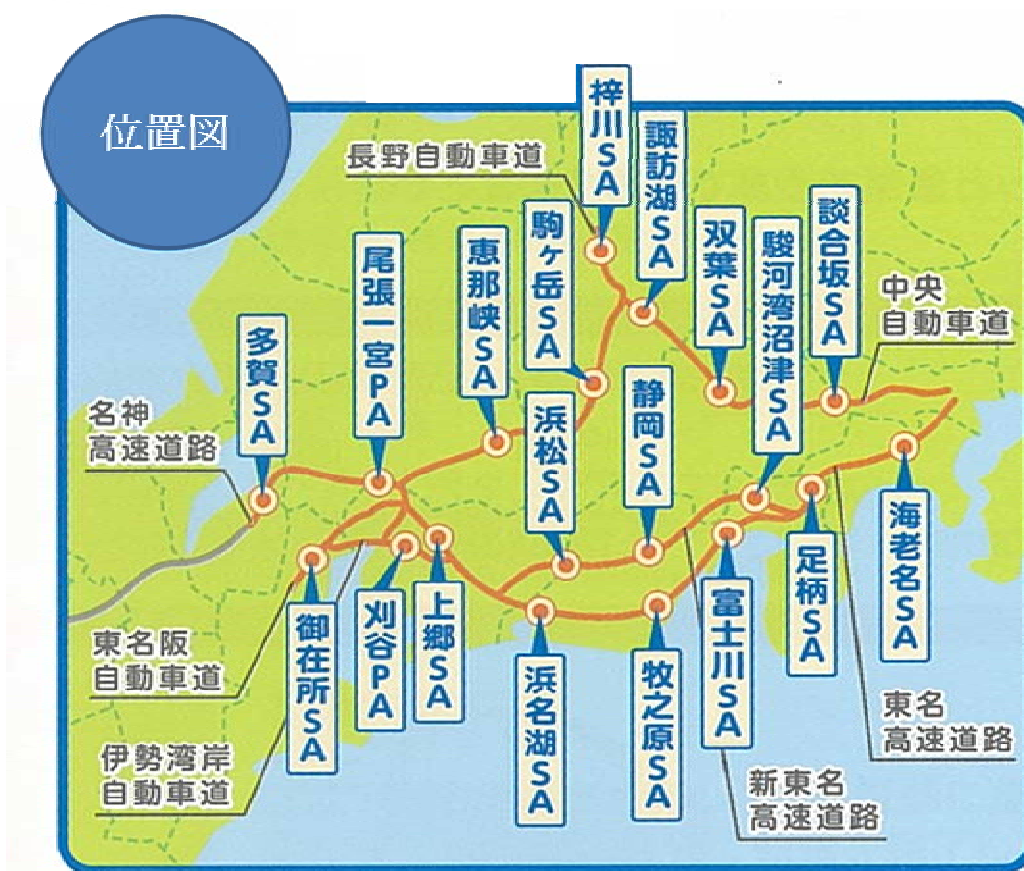 位置図
長野自動車道
梓川SA
諏訪湖SA
駒ヶ岳SA
双葉SA
駿河湾沼津SA
談合坂SA
中央
自動車道
恵那峡SA
尾張一宮PA
多賀SA
名神
高速道路
浜松SA
静岡SA
海老名SA
足柄SA
富士川SA
牧之原SA
浜名湖SA
上郷SA
刈谷PA
御在所SA
東名阪
自動車道
伊勢湾岸
自動車道
東名
高速道路
新東名
高速道路